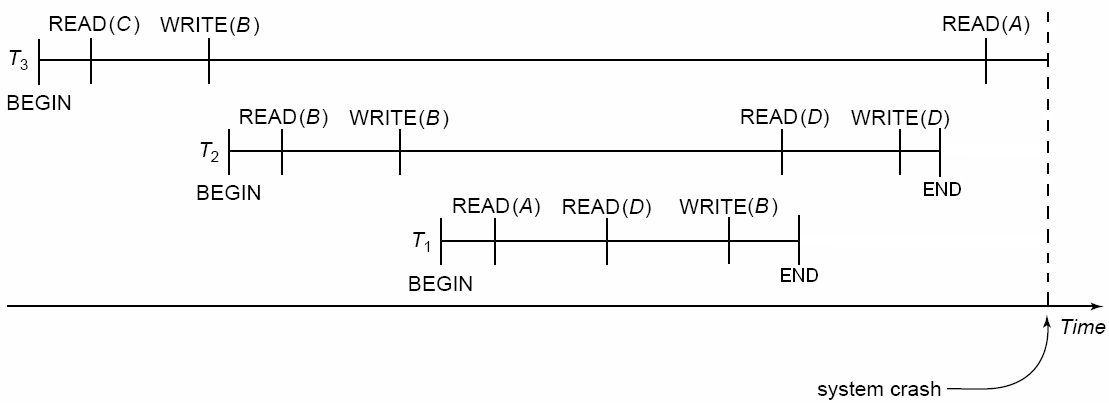 READ(C) WRITE(B) READ(A)
T3
BEGIN
READ(B) WRITE(B) READ(D) WRITE(D)
T2
BEGIN END
READ(A) READ(D) WRITE(B)
T1
BEGIN END
Time
system crash